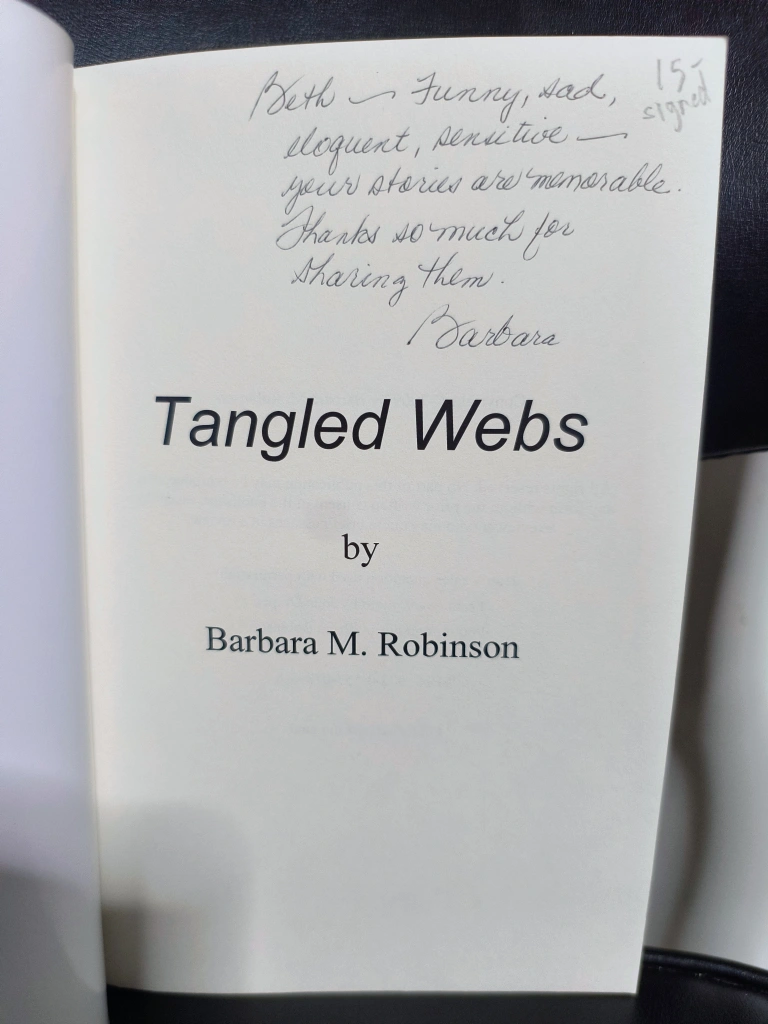 Beth — Funny, sad,
eloquent, sensitive —
your stories are memorable.
Thanks so much for
sharing them.
Barbara
15-
signed
Tangled Webs
by
Barbara M. Robinson